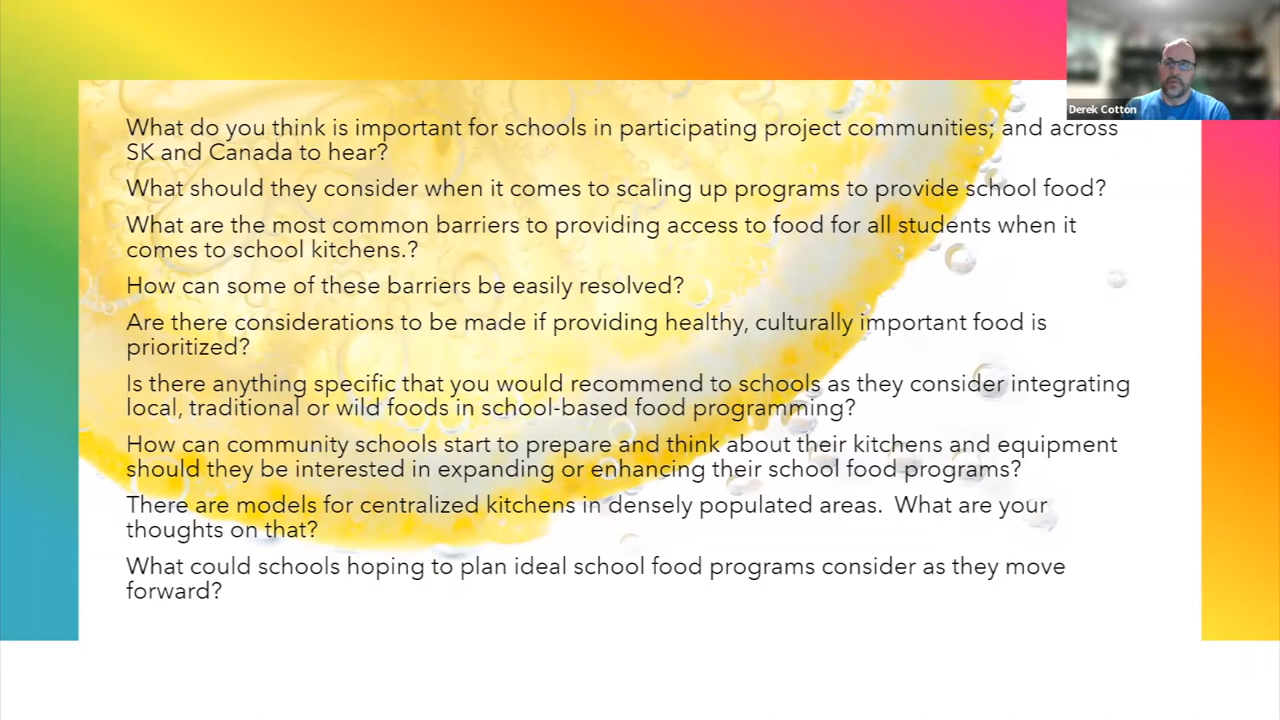 Derek Cotton
What do you think is important for schools in participating project communities; and across
SK and Canada to hear?
What should they consider when it comes to scaling up programs to provide school food?
What are the most common barriers to providing access to food for all students when it
comes to school kitchens.?
How can some of these barriers be easily resolved?
Are there considerations to be made if providing healthy, culturally important food is
prioritized?
Is there anything specific that you would recommend to schools as they consider integrating
local, traditional or wild foods in school-based food programming?
How can community schools start to prepare and think about their kitchens and equipment
should they be interested in expanding or enhancing their school food programs?
There are models for centralized kitchens in densely populated areas.  What are your
thoughts on that?
What could schools hoping to plan ideal school food programs consider as they move
forward?